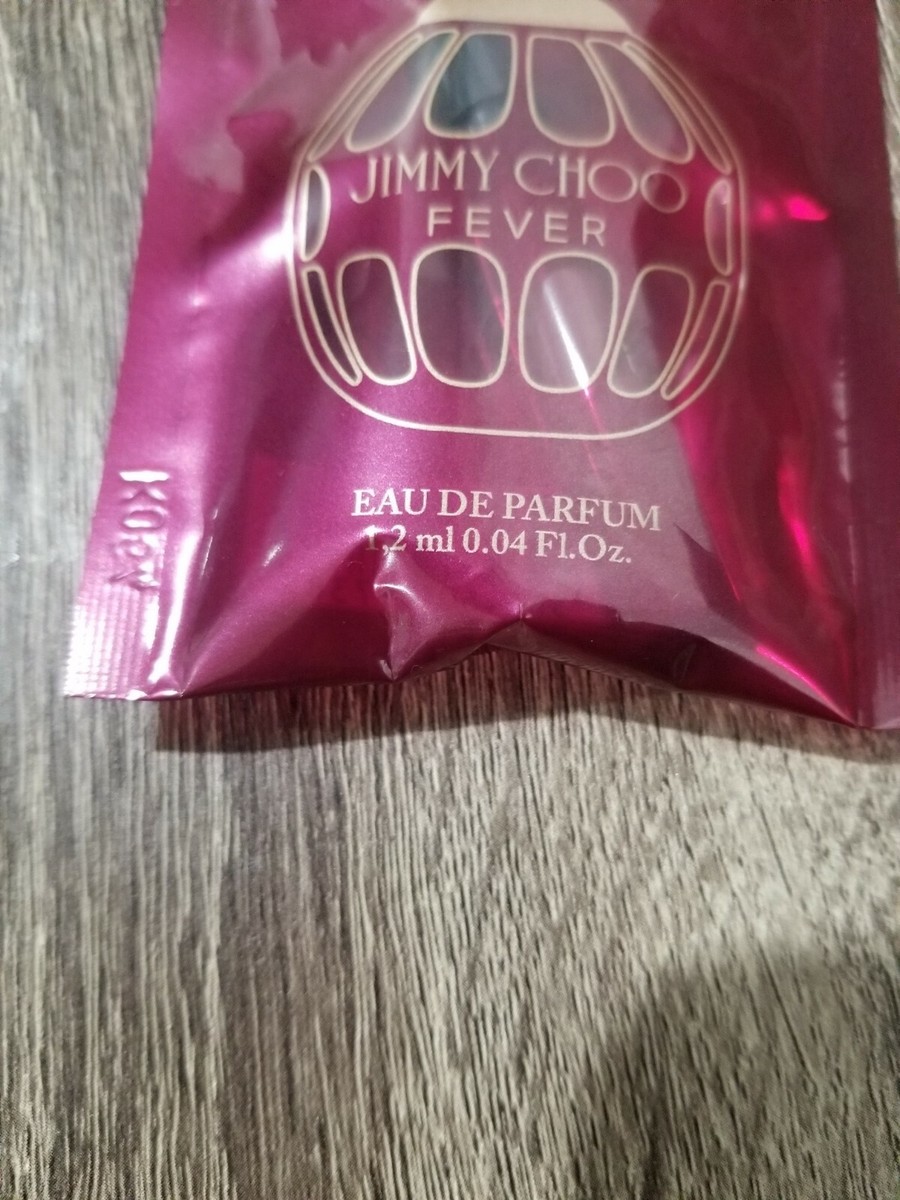 JIMMY CHOO
FEVER
EAU DE PARFUM
1,2 ml 0.04 Fl.Oz.